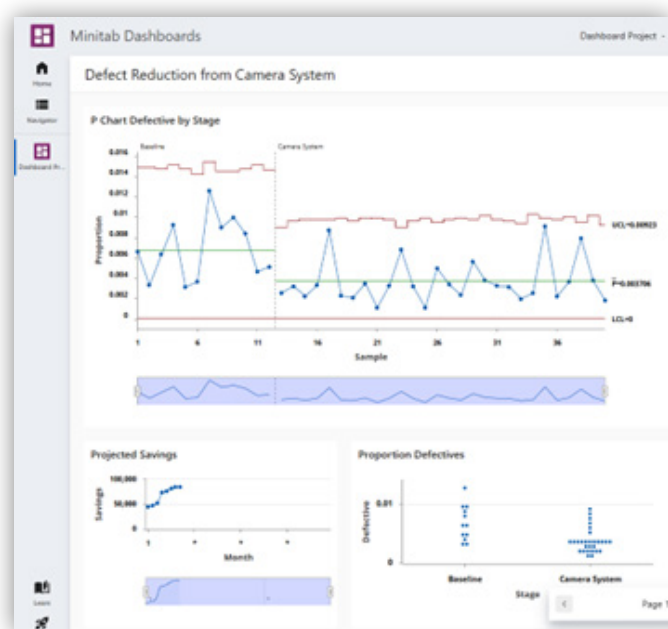 Minitab Dashboards
Dashboard Project
Home
Navigator
Dashboard Pr...
Defect Reduction from Camera System
P Chart Defective by Stage
Baseline
Camera System
0.016
0.014
0.012
0.01
0.008
0.006
0.004
0.002
0
Proportion
UCL=0.00923
P̄=0.003706
LCL=0
1
6
11
16
21
26
31
36
Sample
Projected Savings
100,000
50,000
0
Savings
Month
Proportion Defectives
0.01
0
Defective
Baseline
Camera System
Stage
Learn
Page 1